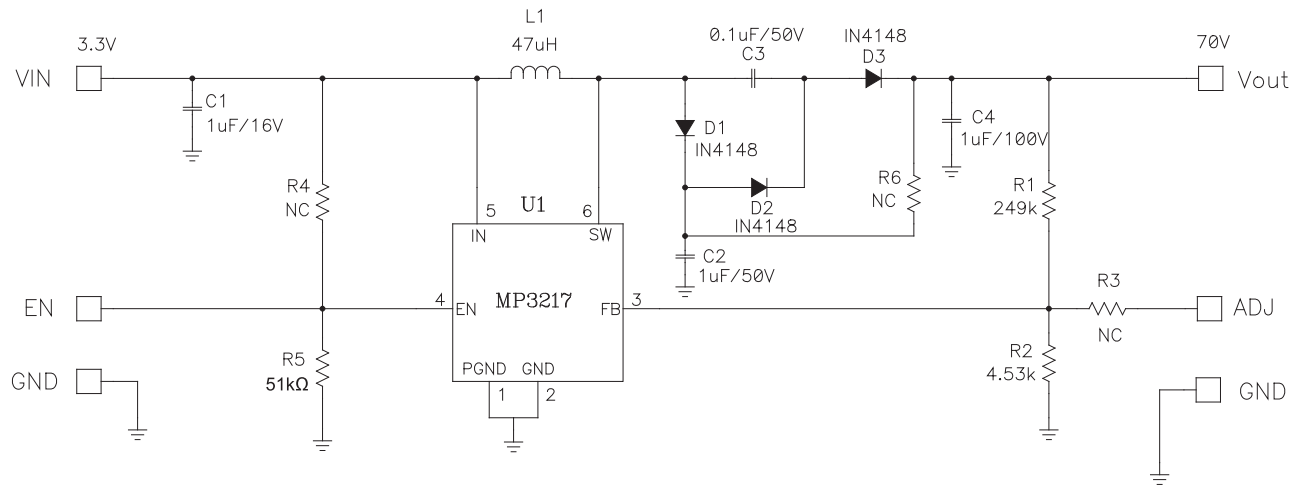 L1
47uH
3.3V
0.1uF/50V
C3
IN4148
D3
70V
VIN
Vout
C1
1uF/16V
D1
IN4148
C4
1uF/100V
R4
NC
U1
5
6
IN
SW
D2
IN4148
R6
NC
R1
249k
C2
1uF/50V
EN
4
EN
MP3217
FB
3
R3
NC
ADJ
GND
R5
51kΩ
PGND
GND
1
2
R2
4.53k
GND